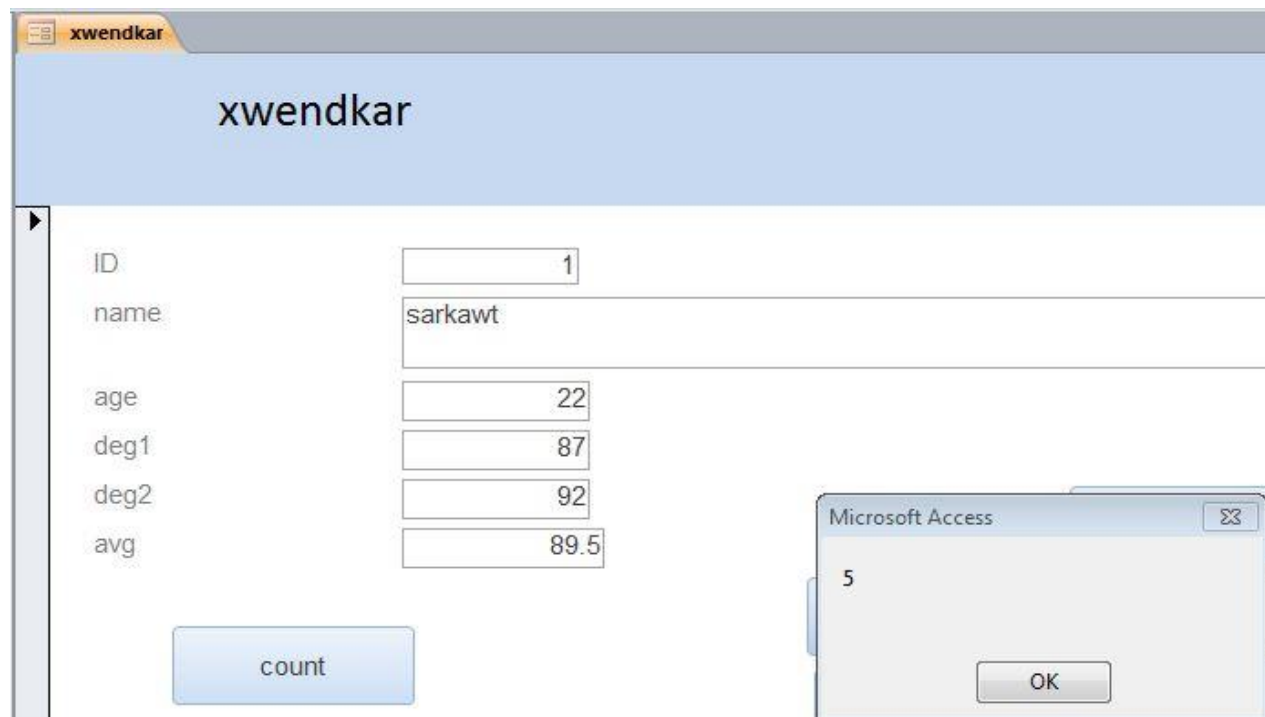 xwendkar
xwendkar
ID 1
name sarkawt
age 22
deg1 87
deg2 92
avg 89.5
count
Microsoft Access
5
OK